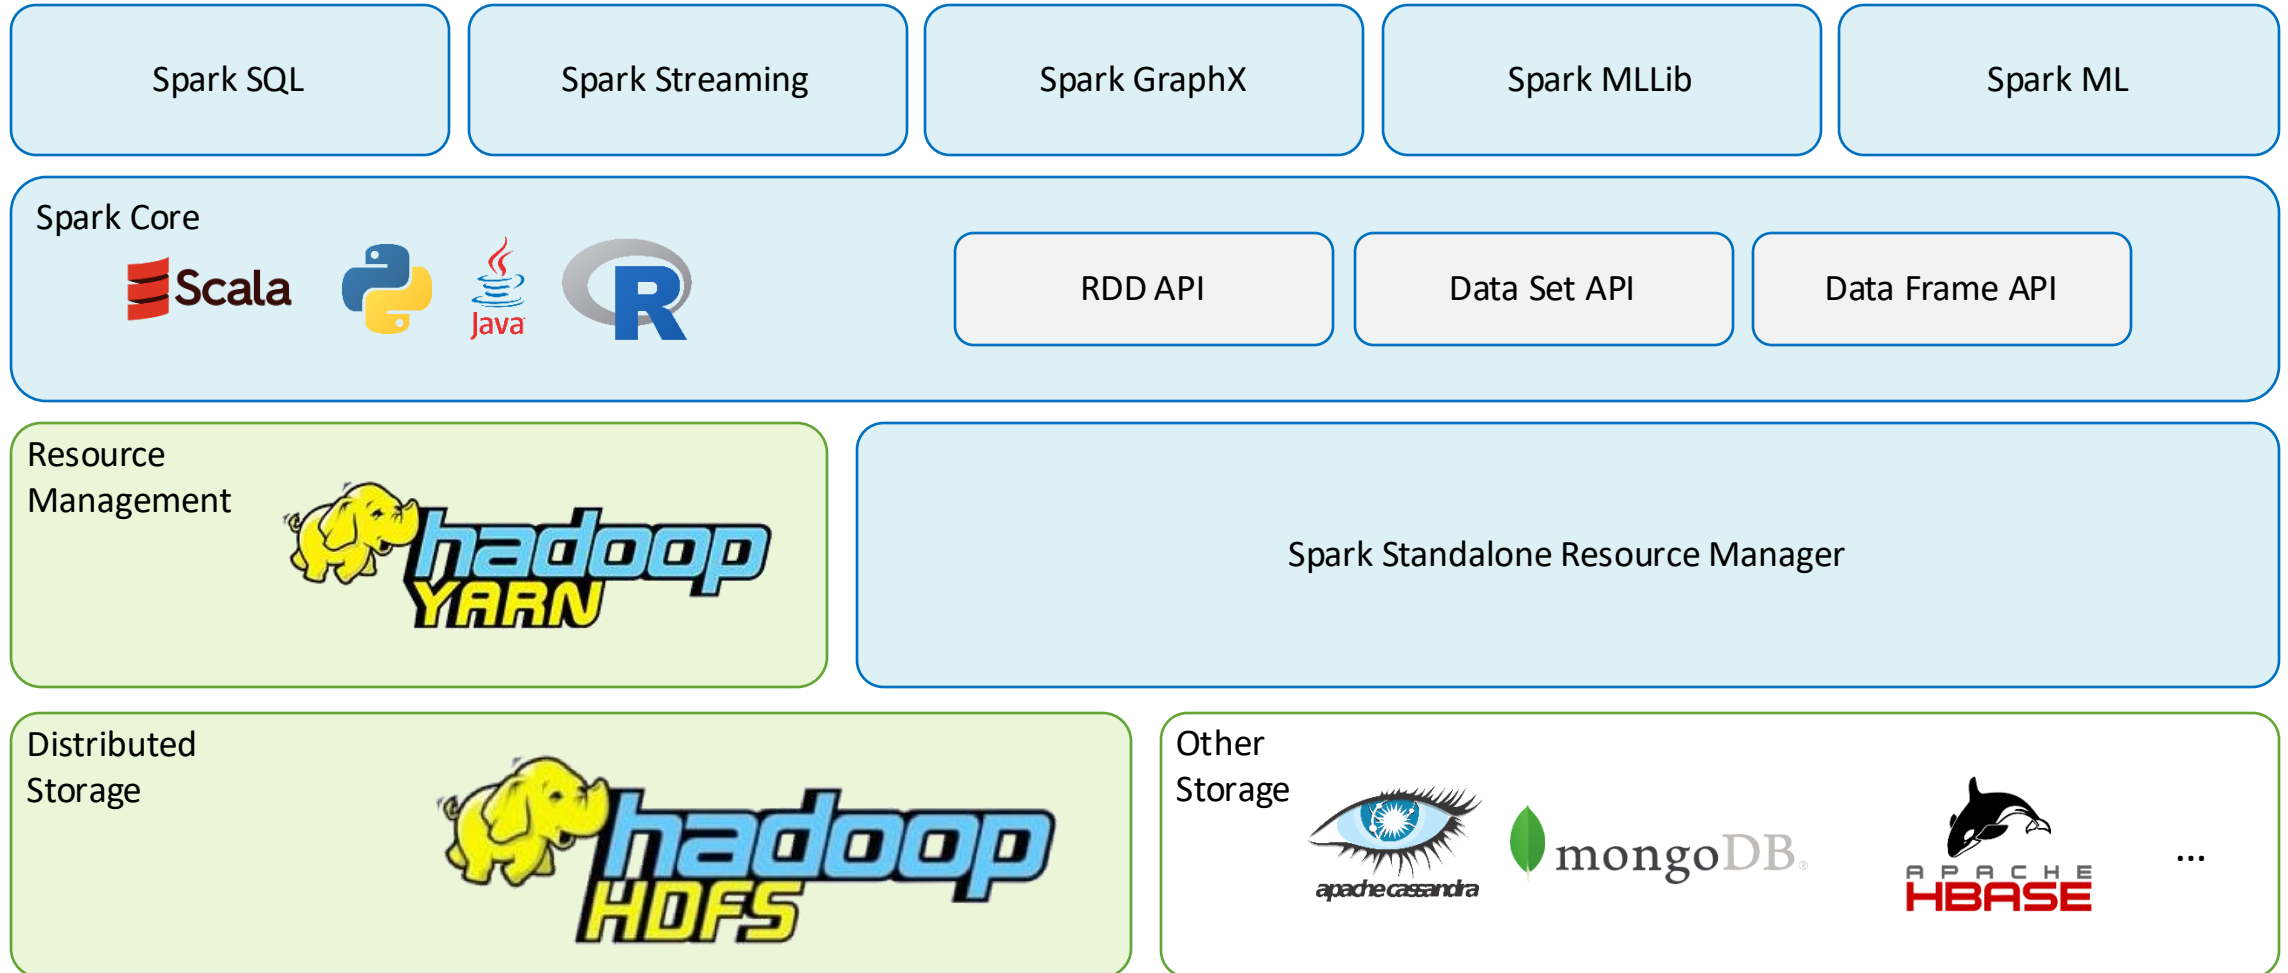 Spark SQL
Spark Streaming
Spark GraphX
Spark MLLib
Spark ML
Spark Core
Scala
Java
R
RDD API
Data Set API
Data Frame API
Resource
Management
hadoop
YARN
Spark Standalone Resource Manager
Distributed
Storage
hadoop
HDFS
Other
Storage
apache cassandra
mongoDB®
APACHE
HBASE
...